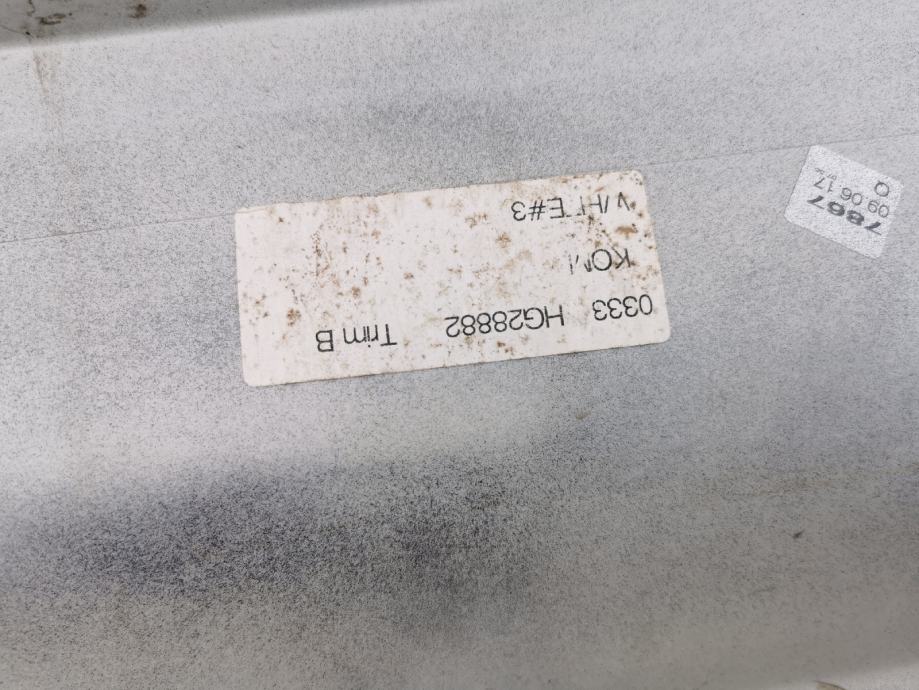 0333 HG28882 Trim B
KOM
WHITE#3
7867
09 06 17
Q